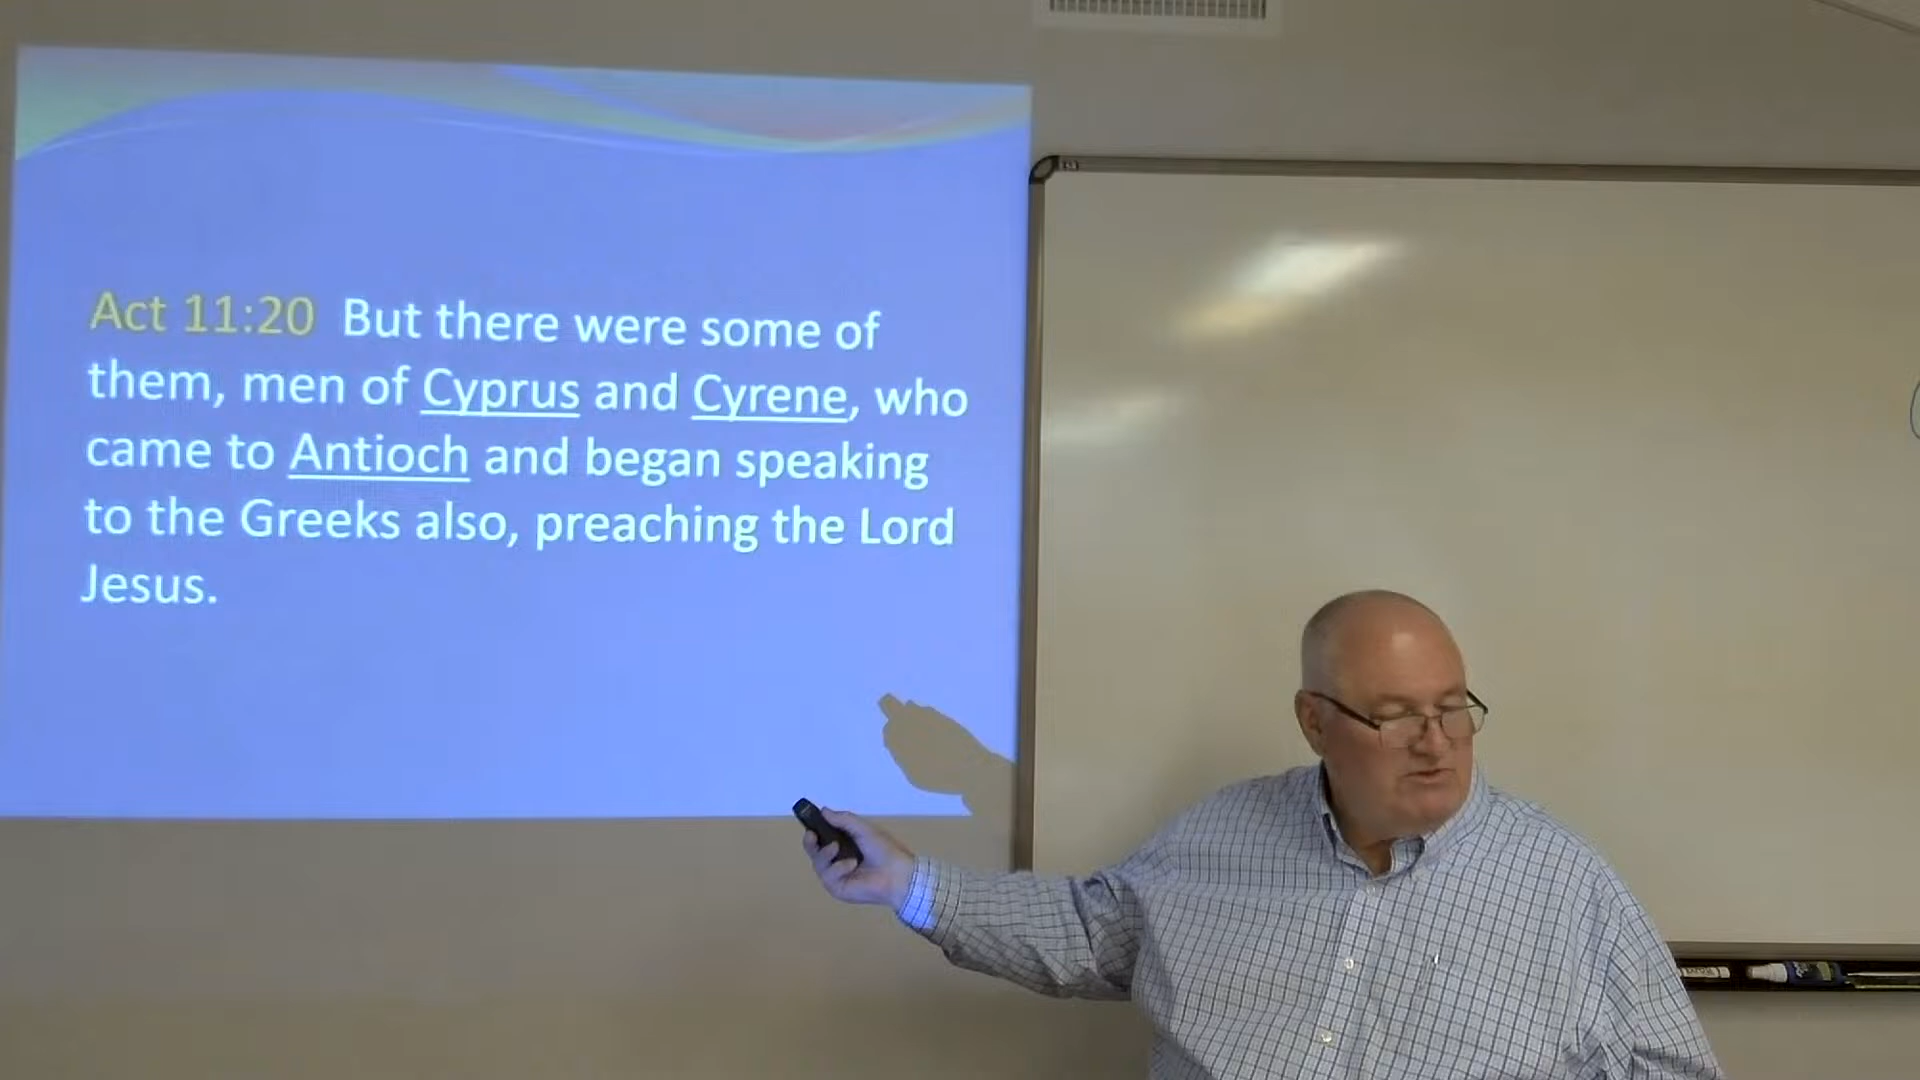 Act 11:20 But there were some of
them, men of Cyprus and Cyrene, who
came to Antioch and began speaking
to the Greeks also, preaching the Lord
Jesus.